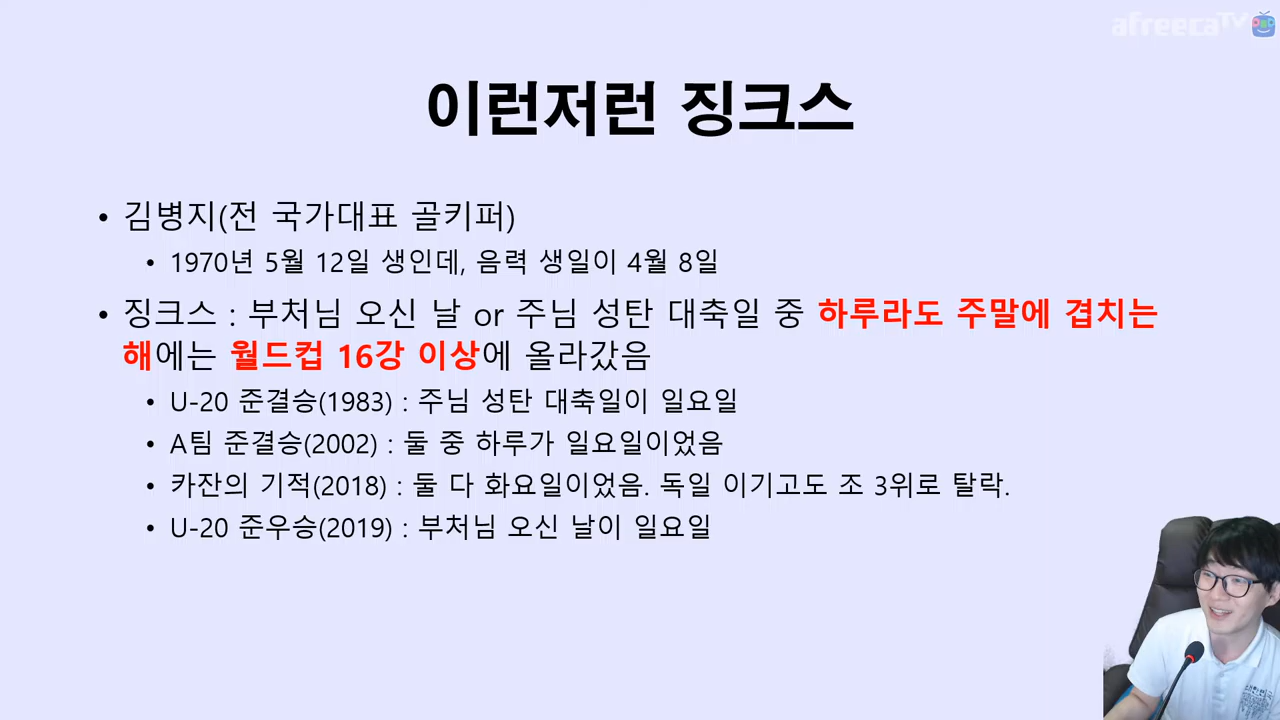 afreecaTV
이런저런 징크스
• 김병지(전 국가대표 골키퍼)
• 1970년 5월 12일 생인데, 음력 생일이 4월 8일
• 징크스 : 부처님 오신 날 or 주님 성탄 대축일 중 하루라도 주말에 겹치는
해에는 월드컵 16강 이상에 올라갔음
• U-20 준결승(1983) : 주님 성탄 대축일이 일요일
• A팀 준결승(2002) : 둘 중 하루가 일요일이었음
• 카잔의 기적(2018) : 둘 다 화요일이었음. 독일 이기고도 조 3위로 탈락.
• U-20 준우승(2019) : 부처님 오신 날이 일요일